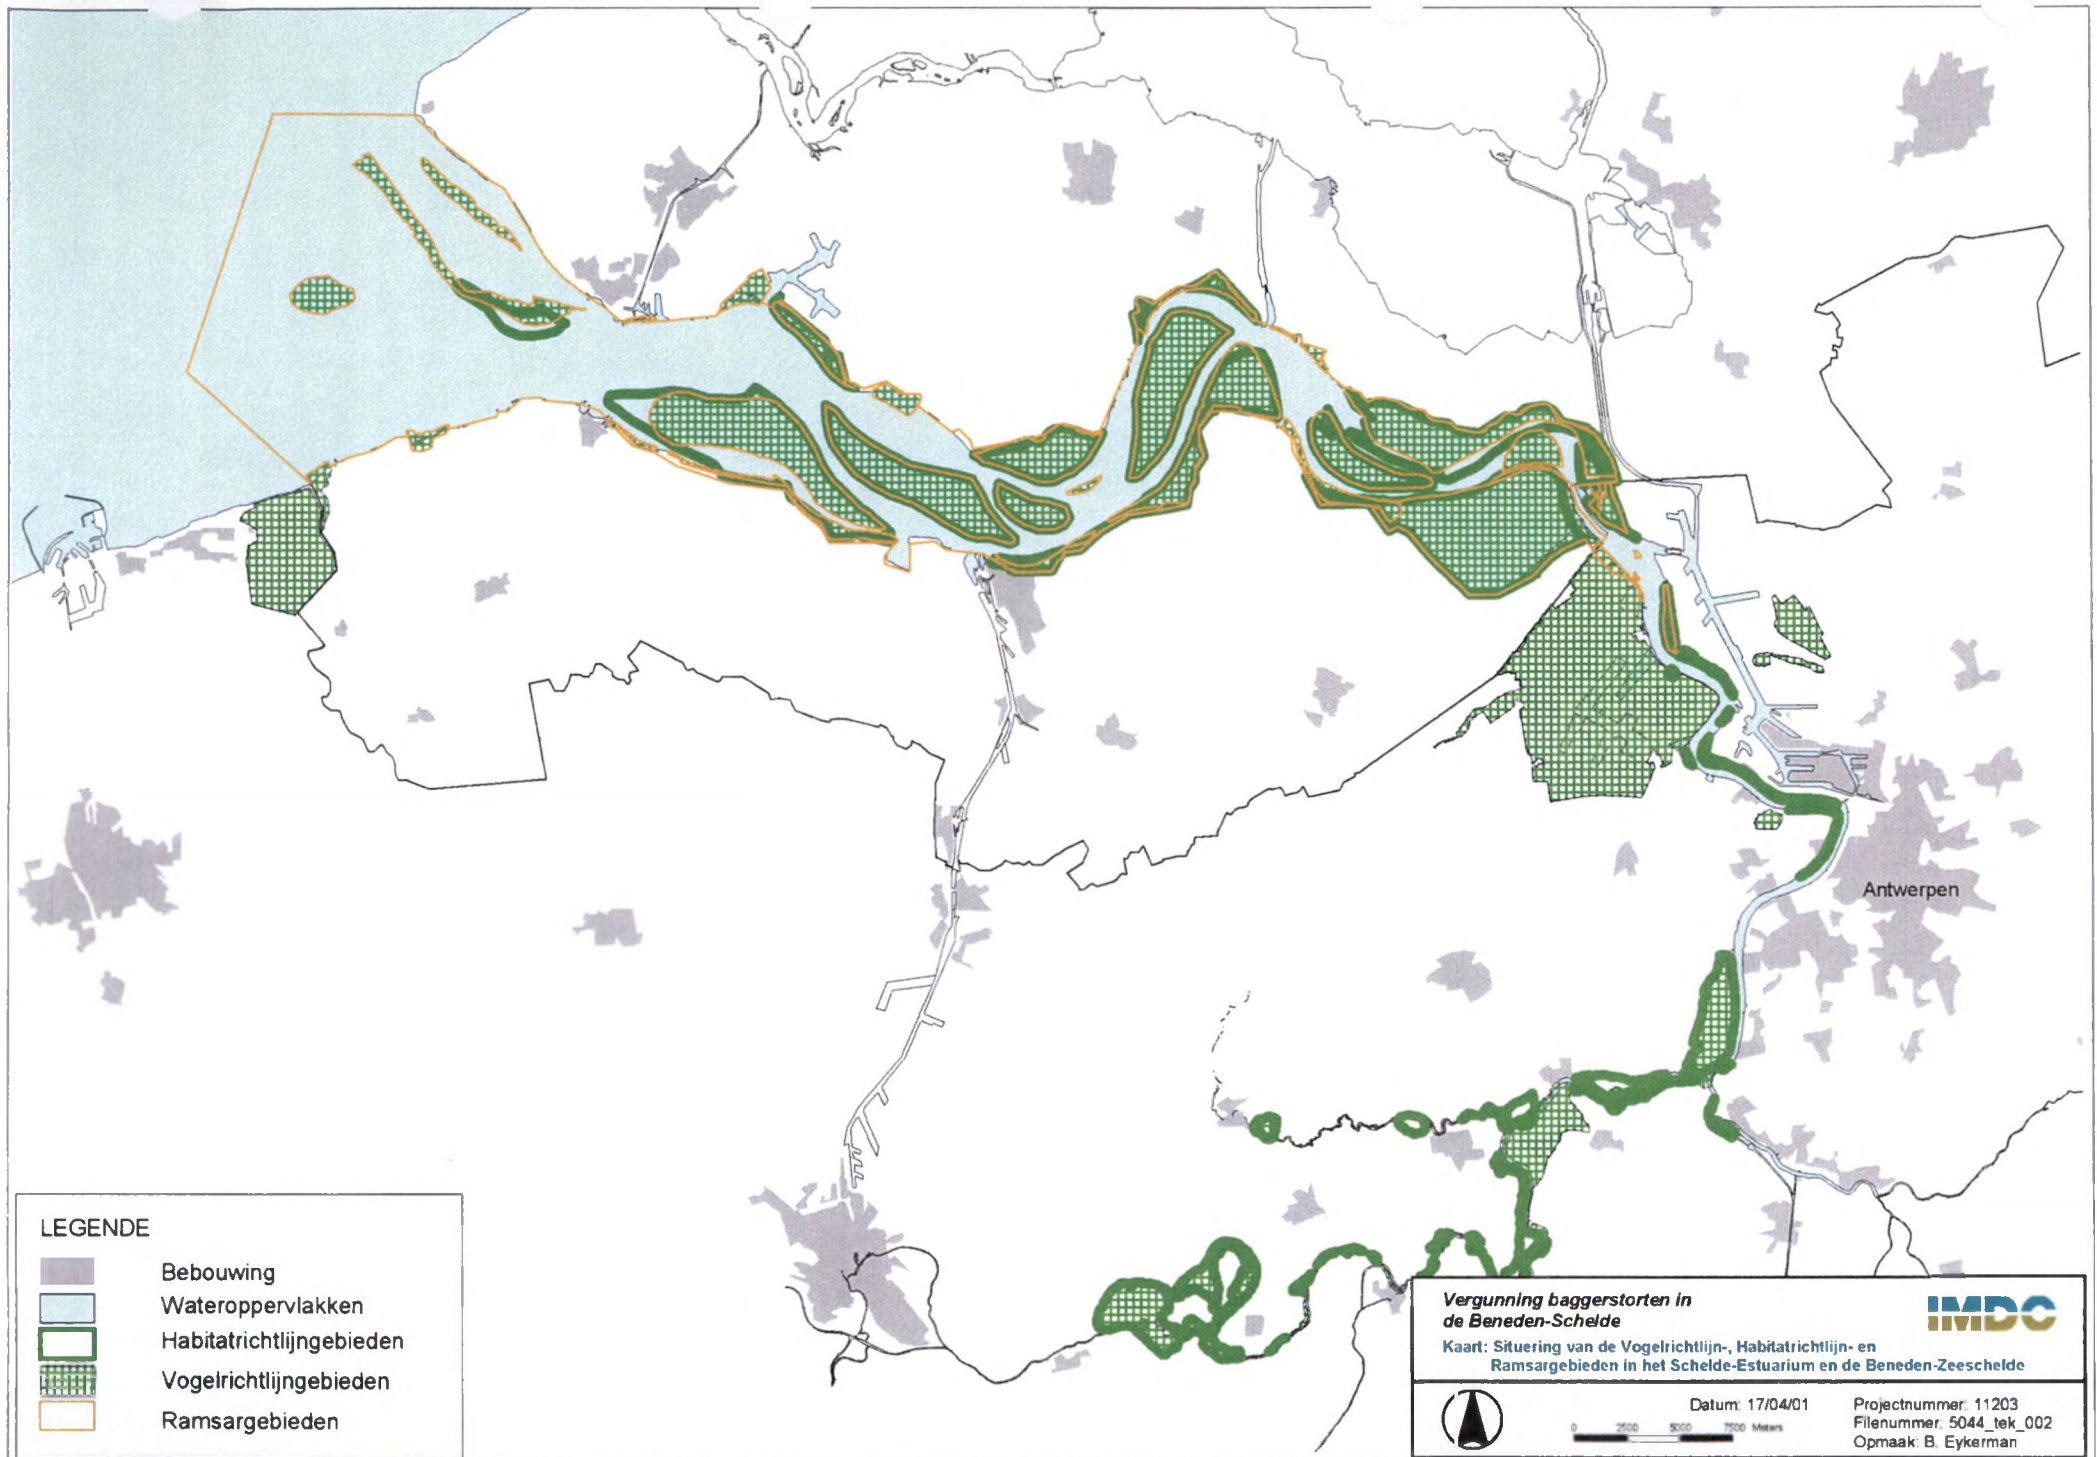 Antwerpen
LEGENDE
Bebouwing
Wateroppervlakken
Habitatrichtlijngebieden
Vogelrichtlijngebieden
Ramsargebieden
Vergunning baggerstorten in
de Beneden-Schelde
IMDC
Kaart: Situering van de Vogelrichtlijn-, Habitatrichtlijn- en
Ramsargebieden in het Schelde-Estuarium en de Beneden-Zeeschelde
Datum: 17/04/01
0 2500 5000 7500 Meters
Projectnummer: 11203
Filenummer: 5044_tek_002
Opmaak: B. Eykerman